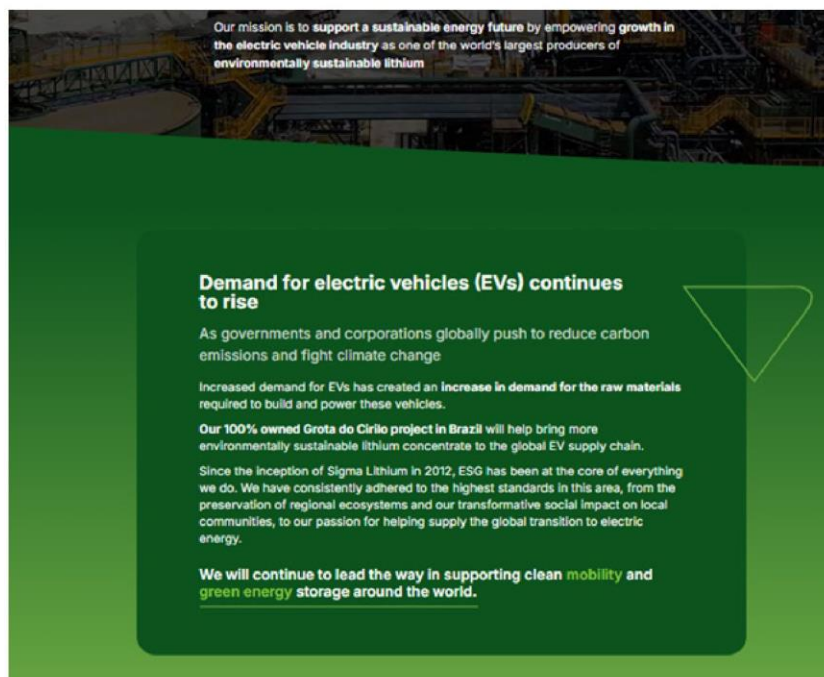 Our mission is to support a sustainable energy future by empowering growth in
the electric vehicle industry as one of the world's largest producers of
environmentally sustainable lithium
Demand for electric vehicles (EVs) continues
to rise
As governments and corporations globally push to reduce carbon
emissions and fight climate change
Increased demand for EVs has created an increase in demand for the raw materials
required to build and power these vehicles.
Our 100% owned Grota do Cirilo project in Brazil will help bring more
environmentally sustainable lithium concentrate to the global EV supply chain.
Since the inception of Sigma Lithium in 2012, ESG has been at the core of everything
we do. We have consistently adhered to the highest standards in this area, from the
preservation of regional ecosystems and our transformative social impact on local
communities, to our passion for helping supply the global transition to electric
energy.
We will continue to lead the way in supporting clean mobility and
green energy storage around the world.